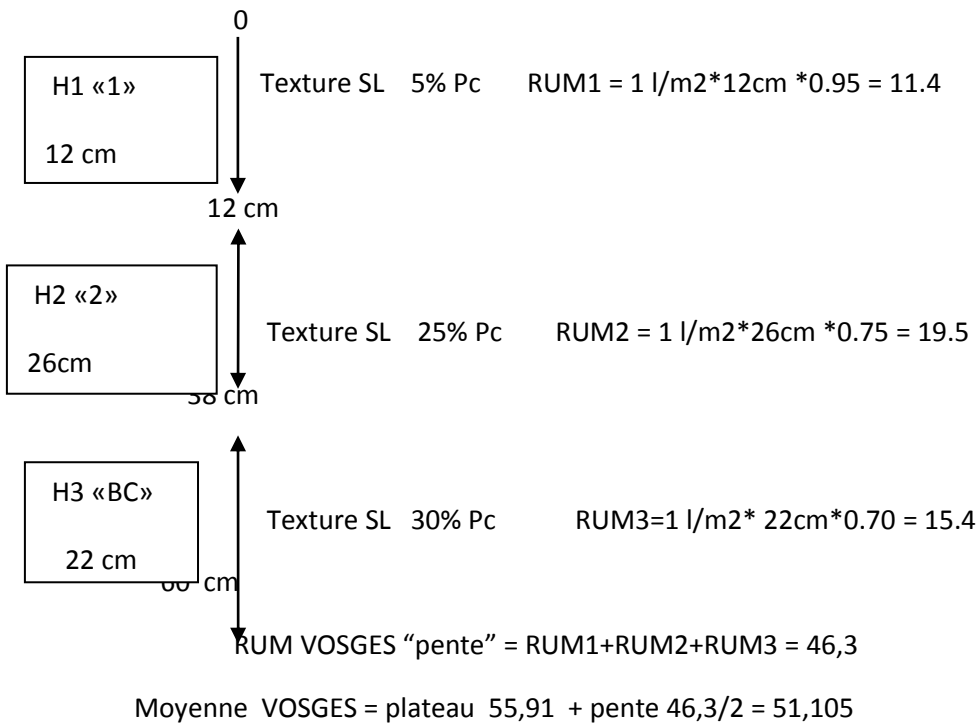 0
H1 «1»
12 cm
Texture SL 5% Pc RUM1 = 1 l/m2*12cm *0.95 = 11.4
12 cm
H2 «2»
26cm
Texture SL 25% Pc RUM2 = 1 l/m2*26cm *0.75 = 19.5
38 cm
H3 «BC»
22 cm
Texture SL 30% Pc RUM3=1 l/m2* 22cm*0.70 = 15.4
60 cm
RUM VOSGES “pente” = RUM1+RUM2+RUM3 = 46,3
Moyenne VOSGES = plateau 55,91 + pente 46,3/2 = 51,105